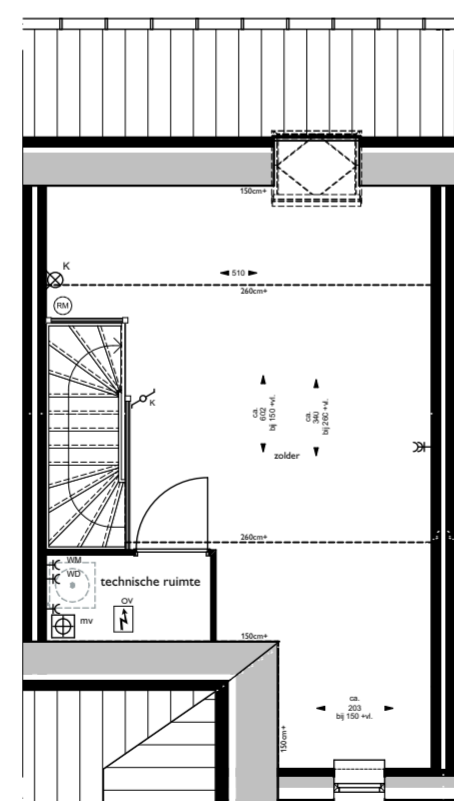 150cm+
510
260cm+
K
RM
K
ca.
602
bij 150 +vl.
ca.
340
bij 260 +vl.
zolder
260cm+
WM
WD
technische ruimte
OV
mv
150cm+
ca.
203
bij 150 +vl.
150cm+